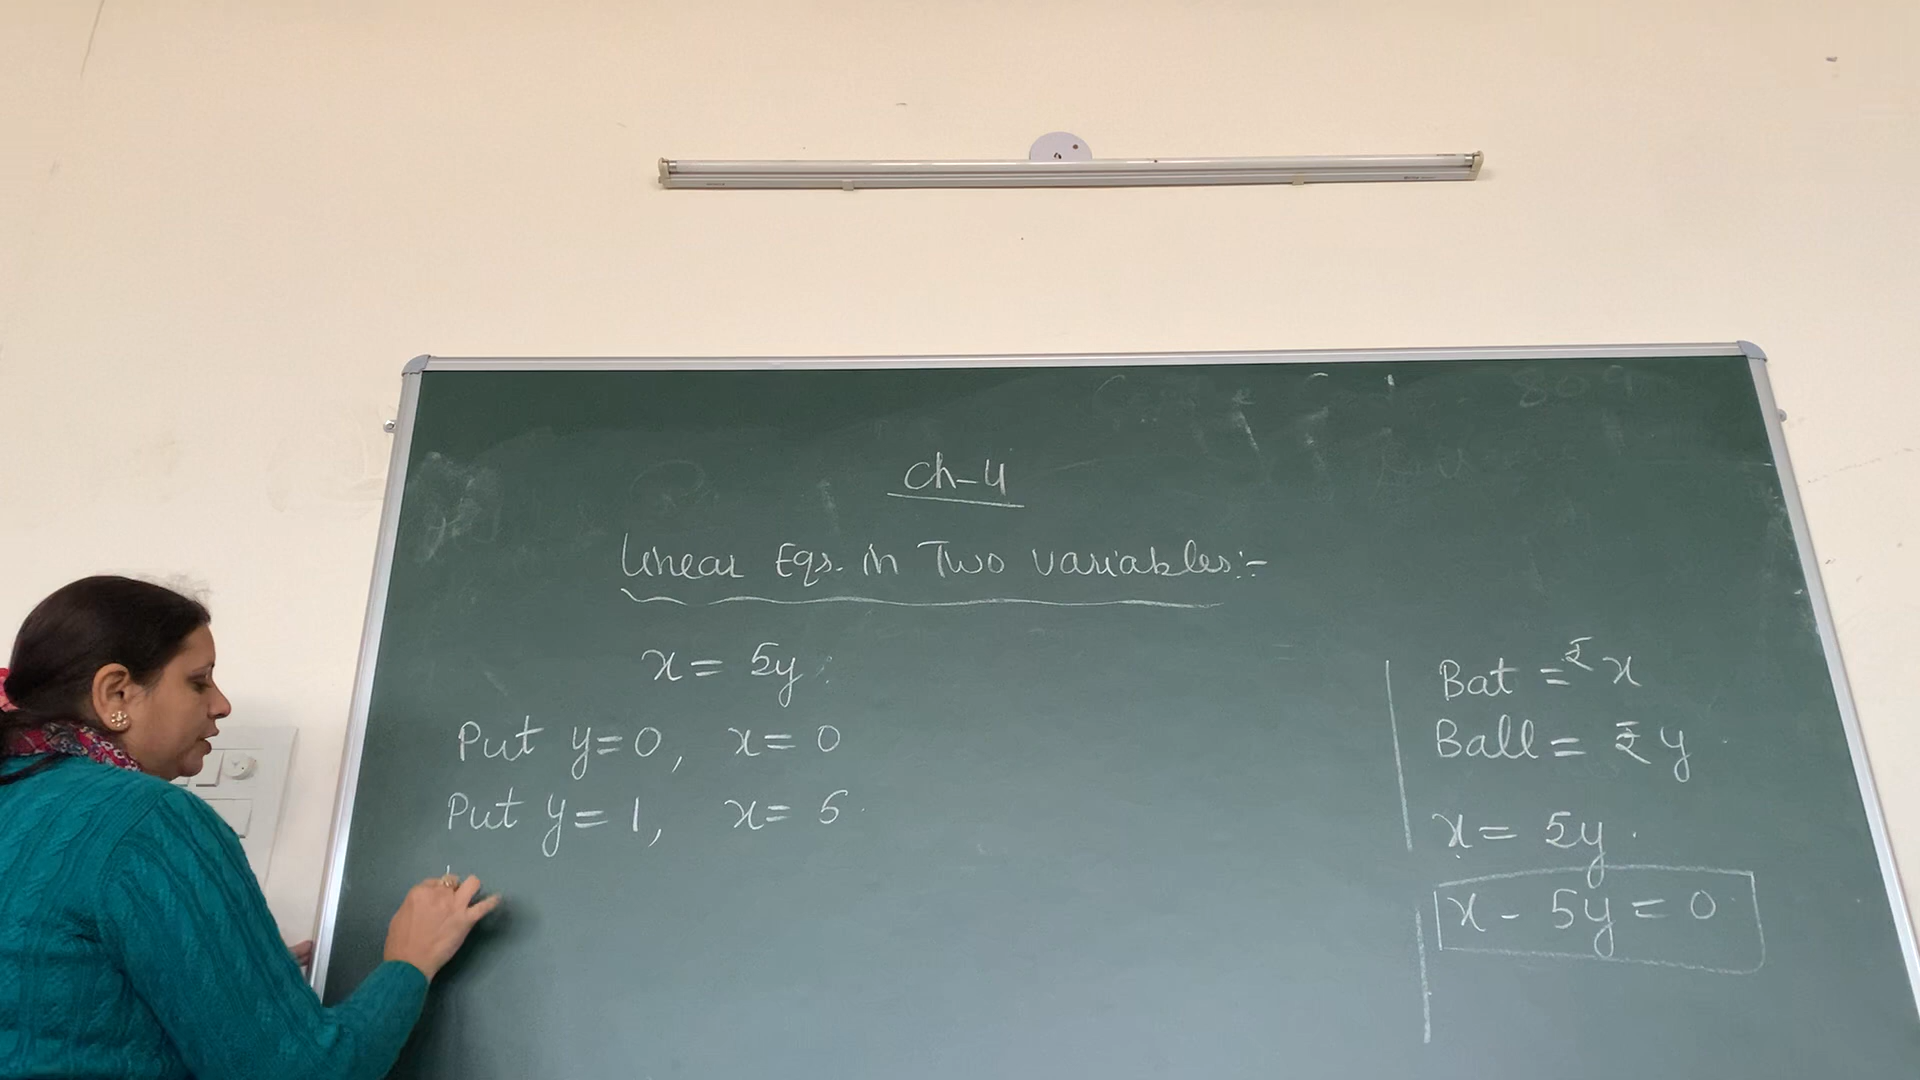 Ch-4
Linear Eqs. in Two variables:-
x = 5y
Put y=0, x=0
Put y=1, x=5
Bat = ₹ x
Ball = ₹ y
x = 5y.
x - 5y = 0